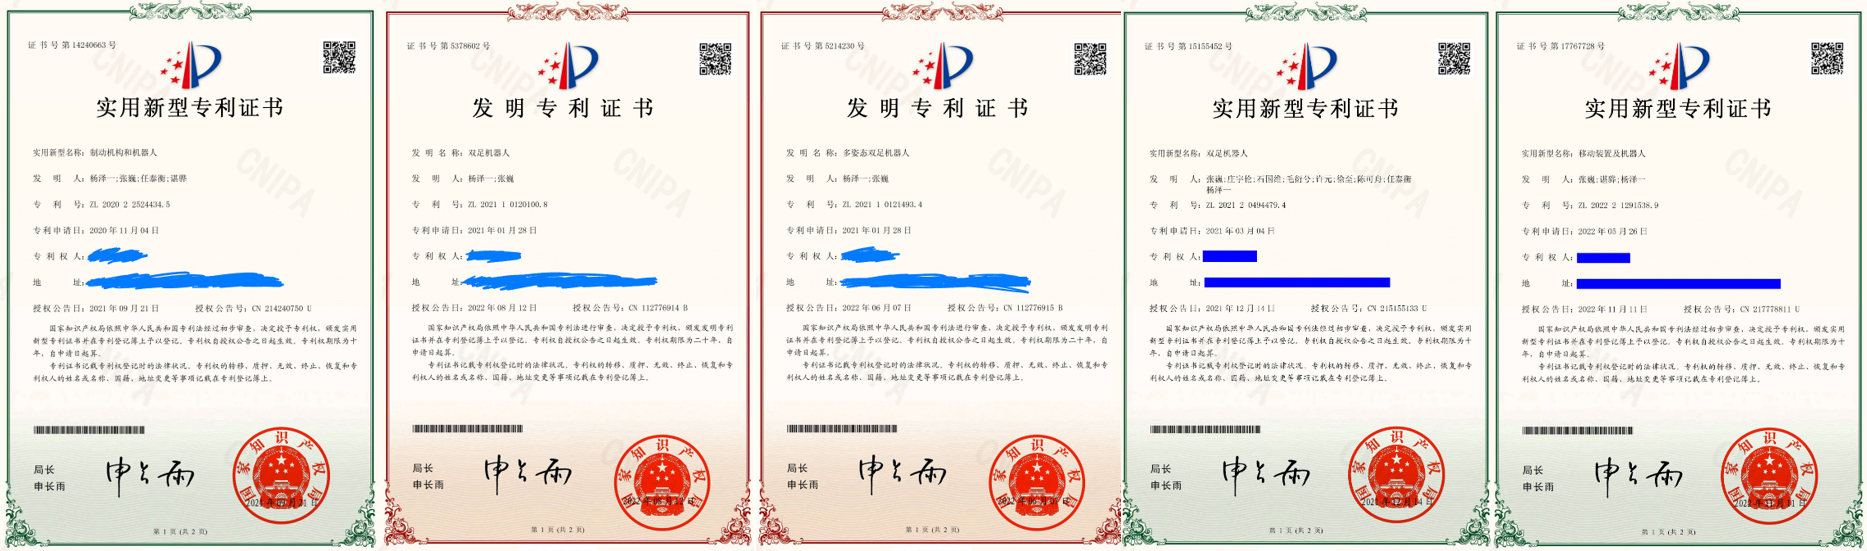 证书号第14240663号
实用新型专利证书
实用新型名称：制动机构和机器人
发 明 人：杨泽一;张巍;任泰衡;谌骅
专 利 号：ZL 2020 2 2524434.5
专利申请日：2020年11月04日
专 利 权 人：
地 址：
授权公告日：2021年09月21日 授权公告号：CN 214240750 U
国家知识产权局依照中华人民共和国专利法经过初步审查，决定授予专利权，颁发实用
新型专利证书并在专利登记簿上予以登记。专利权自授权公告之日起生效。专利权期限为十
年，自申请日起算。
专利证书记载专利权登记时的法律状况。专利权的转移、质押、无效、终止、恢复和专
利权人的姓名或名称、国籍、地址变更等事项记载在专利登记簿上。
局长
申长雨
申长雨
国家知识产权局
2021年09月21日
第 1 页 (共 2 页)
证书号第5378602号
发明专利证书
发 明 名 称：双足机器人
发 明 人：杨泽一;张巍
专 利 号：ZL 2021 1 0120100.8
专利申请日：2021年01月28日
专 利 权 人：
地 址：
授权公告日：2022年08月12日 授权公告号：CN 112776914 B
国家知识产权局依照中华人民共和国专利法进行审查，决定授予专利权，颁发发明专利
证书并在专利登记簿上予以登记。专利权自授权公告之日起生效。专利权期限为二十年，自
申请日起算。
专利证书记载专利权登记时的法律状况。专利权的转移、质押、无效、终止、恢复和专
利权人的姓名或名称、国籍、地址变更等事项记载在专利登记簿上。
局长
申长雨
申长雨
国家知识产权局
2022年08月12日
第 1 页 (共 2 页)
证书号第5214230号
发明专利证书
发 明 名 称：多姿态双足机器人
发 明 人：杨泽一;张巍
专 利 号：ZL 2021 1 0121493.4
专利申请日：2021年01月28日
专 利 权 人：
地 址：
授权公告日：2022年06月07日 授权公告号：CN 112776915 B
国家知识产权局依照中华人民共和国专利法进行审查，决定授予专利权，颁发发明专利
证书并在专利登记簿上予以登记。专利权自授权公告之日起生效。专利权期限为二十年，自
申请日起算。
专利证书记载专利权登记时的法律状况。专利权的转移、质押、无效、终止、恢复和专
利权人的姓名或名称、国籍、地址变更等事项记载在专利登记簿上。
局长
申长雨
申长雨
国家知识产权局
2022年06月07日
第 1 页 (共 2 页)
证书号第15155452号
实用新型专利证书
实用新型名称：双足机器人
发 明 人：张巍;庄宇伦;石国维;毛衍兮;许元;徐奕;陈可舟;任泰衡
杨泽一
专 利 号：ZL 2021 2 0494479.4
专利申请日：2021年03月04日
专 利 权 人：
地 址：
授权公告日：2021年12月14日 授权公告号：CN 215155133 U
国家知识产权局依照中华人民共和国专利法经过初步审查，决定授予专利权，颁发实用
新型专利证书并在专利登记簿上予以登记。专利权自授权公告之日起生效。专利权期限为十
年，自申请日起算。
专利证书记载专利权登记时的法律状况。专利权的转移、质押、无效、终止、恢复和专
利权人的姓名或名称、国籍、地址变更等事项记载在专利登记簿上。
局长
申长雨
申长雨
国家知识产权局
2021年12月14日
第 1 页 (共 2 页)
证书号第17767728号
实用新型专利证书
实用新型名称：移动装置及机器人
发 明 人：张巍;谌骅;杨泽一
专 利 号：ZL 2022 2 1291538.9
专利申请日：2022年05月26日
专 利 权 人：
地 址：
授权公告日：2022年11月11日 授权公告号：CN 217778811 U
国家知识产权局依照中华人民共和国专利法经过初步审查，决定授予专利权，颁发实用
新型专利证书并在专利登记簿上予以登记。专利权自授权公告之日起生效。专利权期限为十
年，自申请日起算。
专利证书记载专利权登记时的法律状况。专利权的转移、质押、无效、终止、恢复和专
利权人的姓名或名称、国籍、地址变更等事项记载在专利登记簿上。
局长
申长雨
申长雨
国家知识产权局
2022年11月11日
第 1 页 (共 2 页)